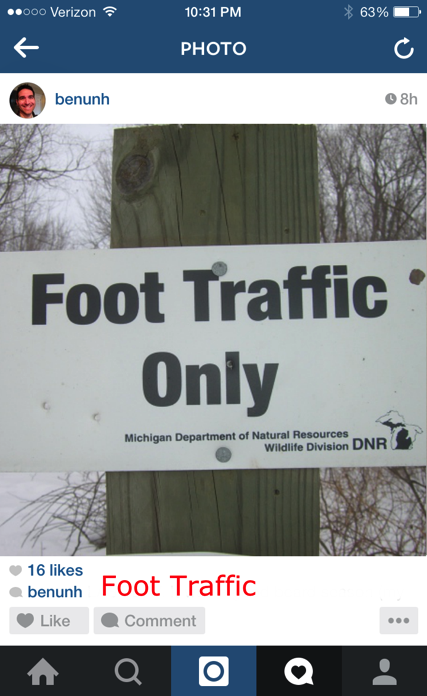 Verizon 10:31 PM 63%
PHOTO
benunh 8h
Foot Traffic
Only
Michigan Department of Natural Resources
Wildlife Division DNR
16 likes
benunh Foot Traffic
Like Comment